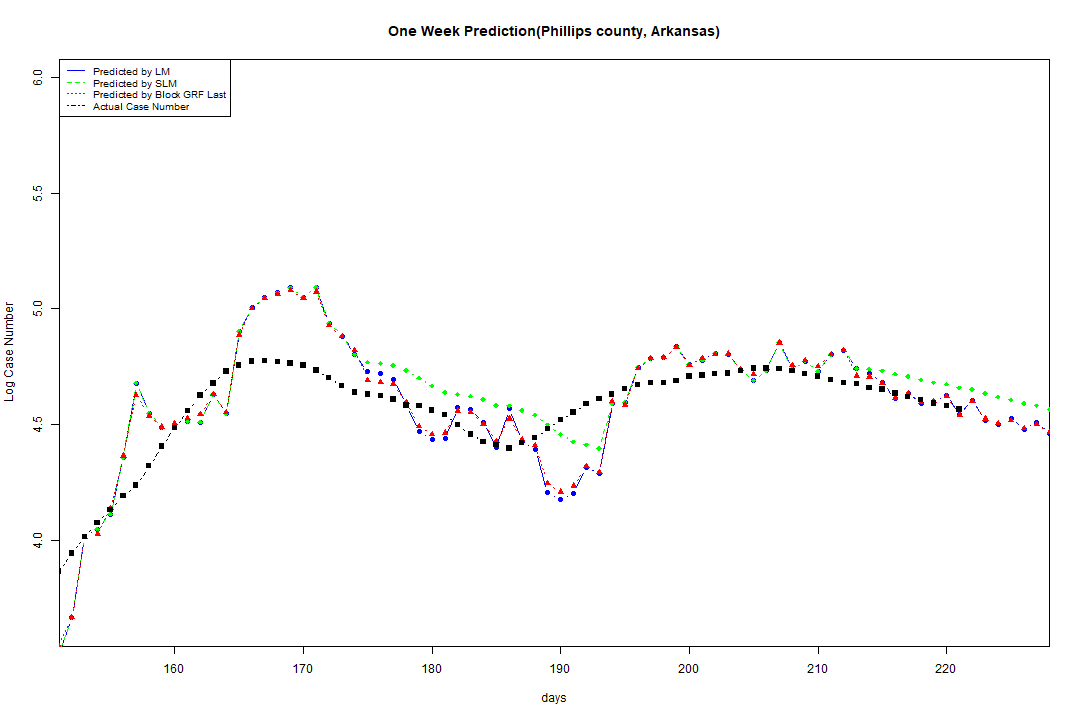 One Week Prediction(Phillips county, Arkansas)
Predicted by LM
Predicted by SLM
Predicted by Block GRF Last
Actual Case Number
6.0
5.5
5.0
4.5
4.0
Log Case Number
160 170 180 190 200 210 220
days